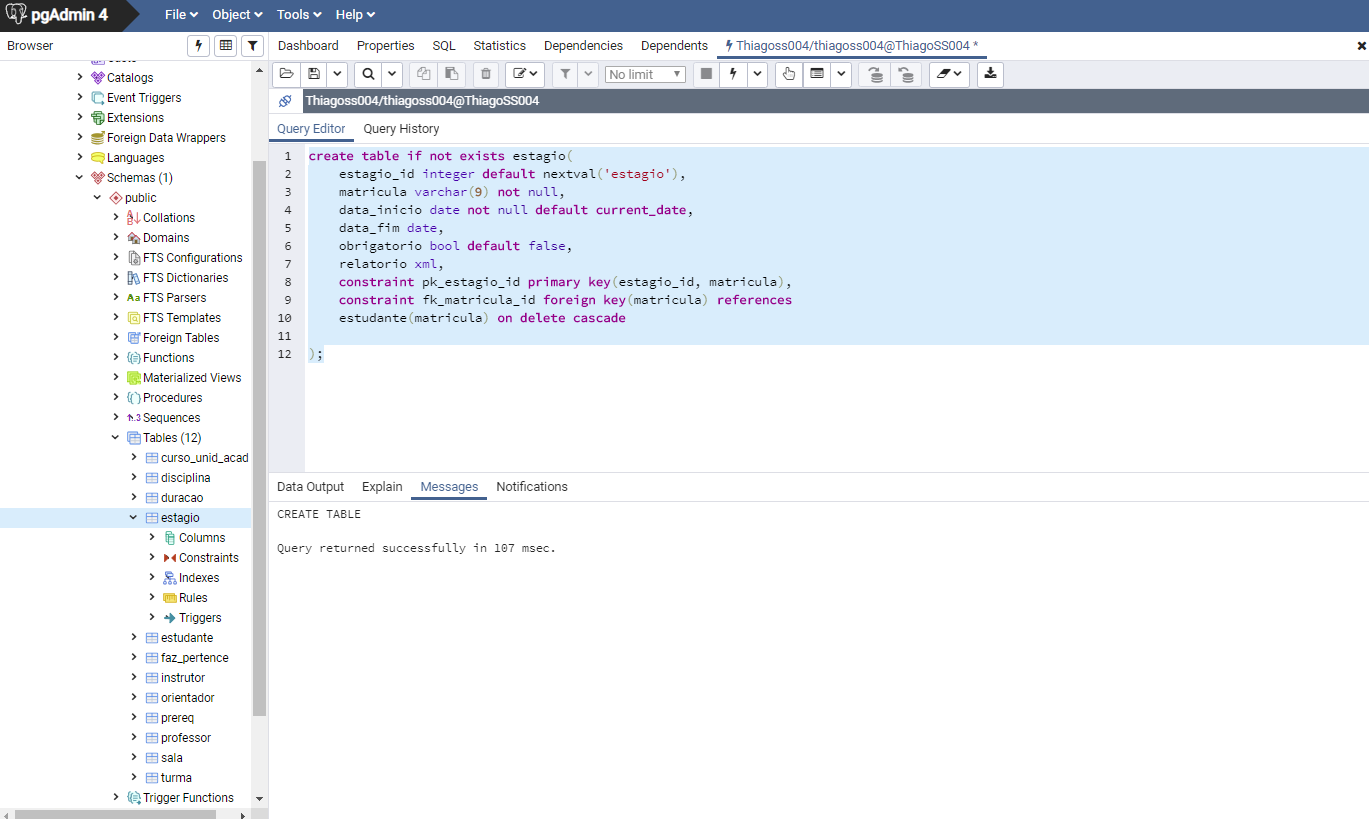 pgAdmin 4 File Object Tools Help
Browser
Dashboard Properties SQL Statistics Dependencies Dependents Thiagoss004/thiagoss004@ThiagoSS004 *
No limit
Thiagoss004/thiagoss004@ThiagoSS004
Query Editor Query History
Catalogs
Event Triggers
Extensions
Foreign Data Wrappers
Languages
Schemas (1)
public
Collations
Domains
FTS Configurations
FTS Dictionaries
Aa FTS Parsers
FTS Templates
Foreign Tables
Functions
Materialized Views
Procedures
1..3 Sequences
Tables (12)
curso_unid_acad
disciplina
duracao
estagio
Columns
Constraints
Indexes
Rules
Triggers
estudante
faz_pertence
instrutor
orientador
prereq
professor
sala
turma
Trigger Functions
1 create table if not exists estagio(
2 estagio_id integer default nextval('estagio'),
3 matricula varchar(9) not null,
4 data_inicio date not null default current_date,
5 data_fim date,
6 obrigatorio bool default false,
7 relatorio xml,
8 constraint pk_estagio_id primary key(estagio_id, matricula),
9 constraint fk_matricula_id foreign key(matricula) references
10 estudante(matricula) on delete cascade
11
12 );
Data Output Explain Messages Notifications
CREATE TABLE
Query returned successfully in 107 msec.